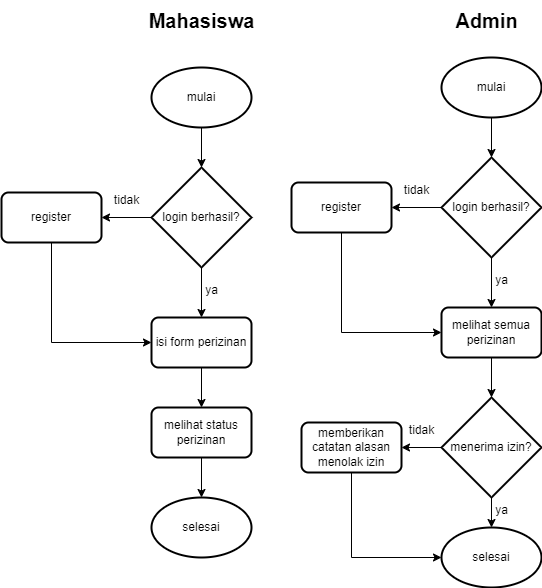 Mahasiswa
mulai
tidak
register
login berhasil?
ya
isi form perizinan
melihat status
perizinan
selesai
Admin
mulai
tidak
register
login berhasil?
ya
melihat semua
perizinan
tidak
memberikan
catatan alasan
menolak izin
menerima izin?
ya
selesai